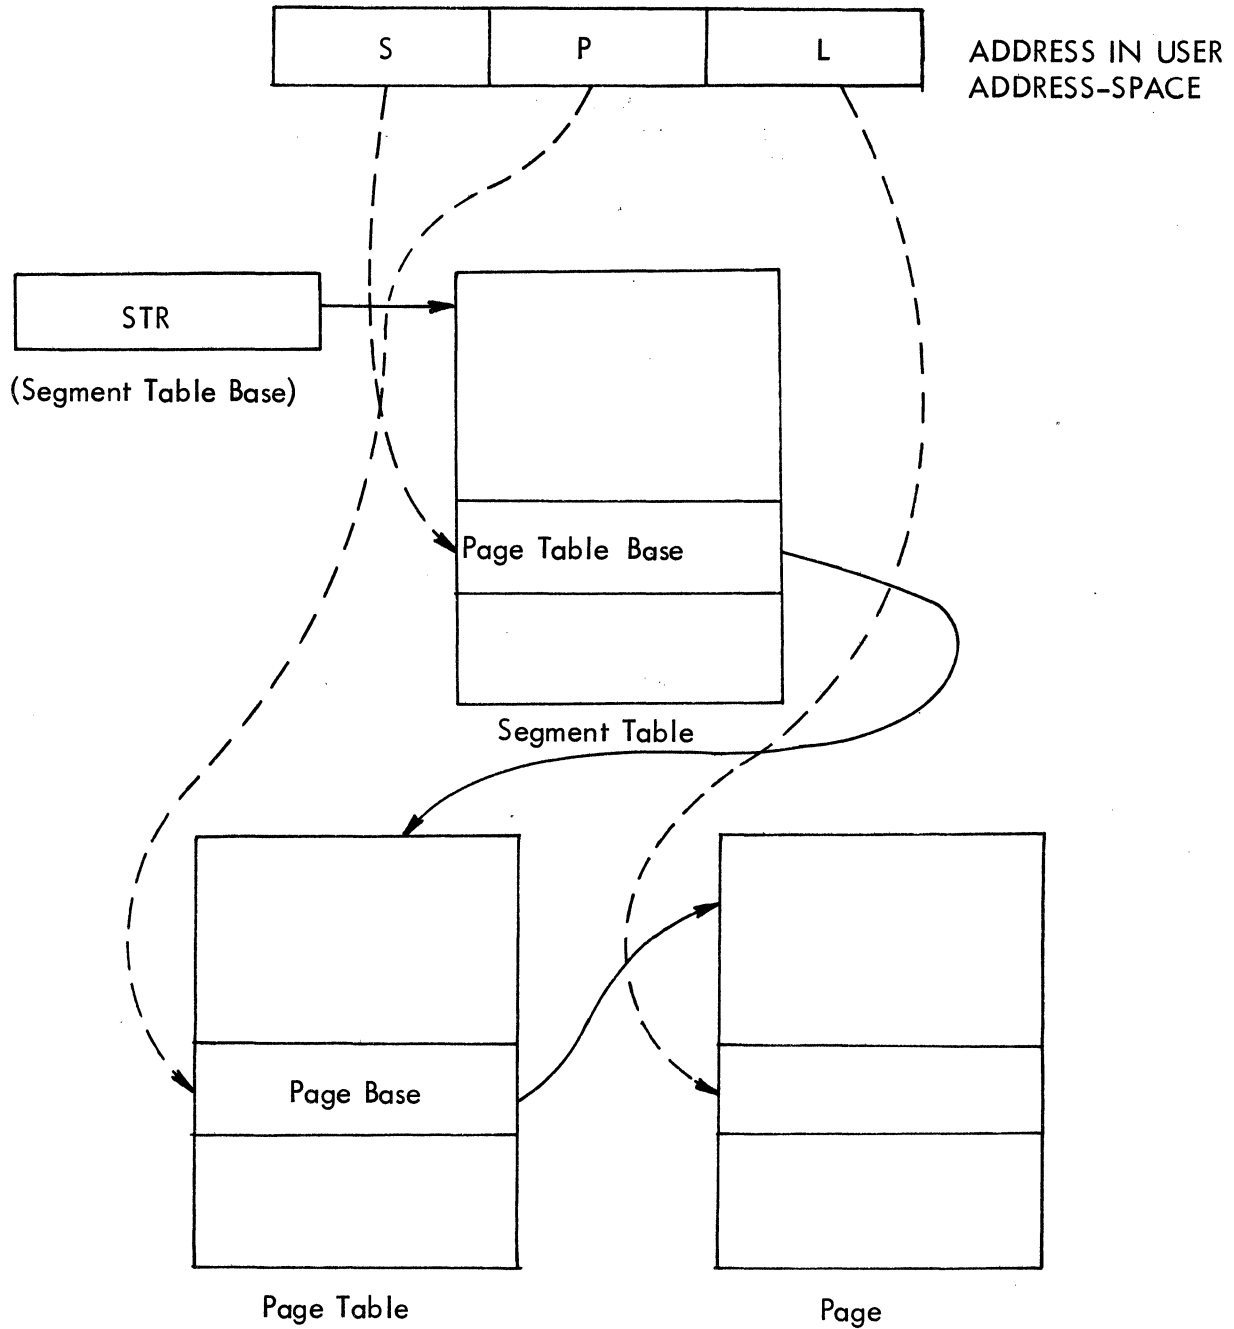 S P L
ADDRESS IN USER
ADDRESS-SPACE
STR
(Segment Table Base)
Page Table Base
Segment Table
Page Base
Page Table
Page